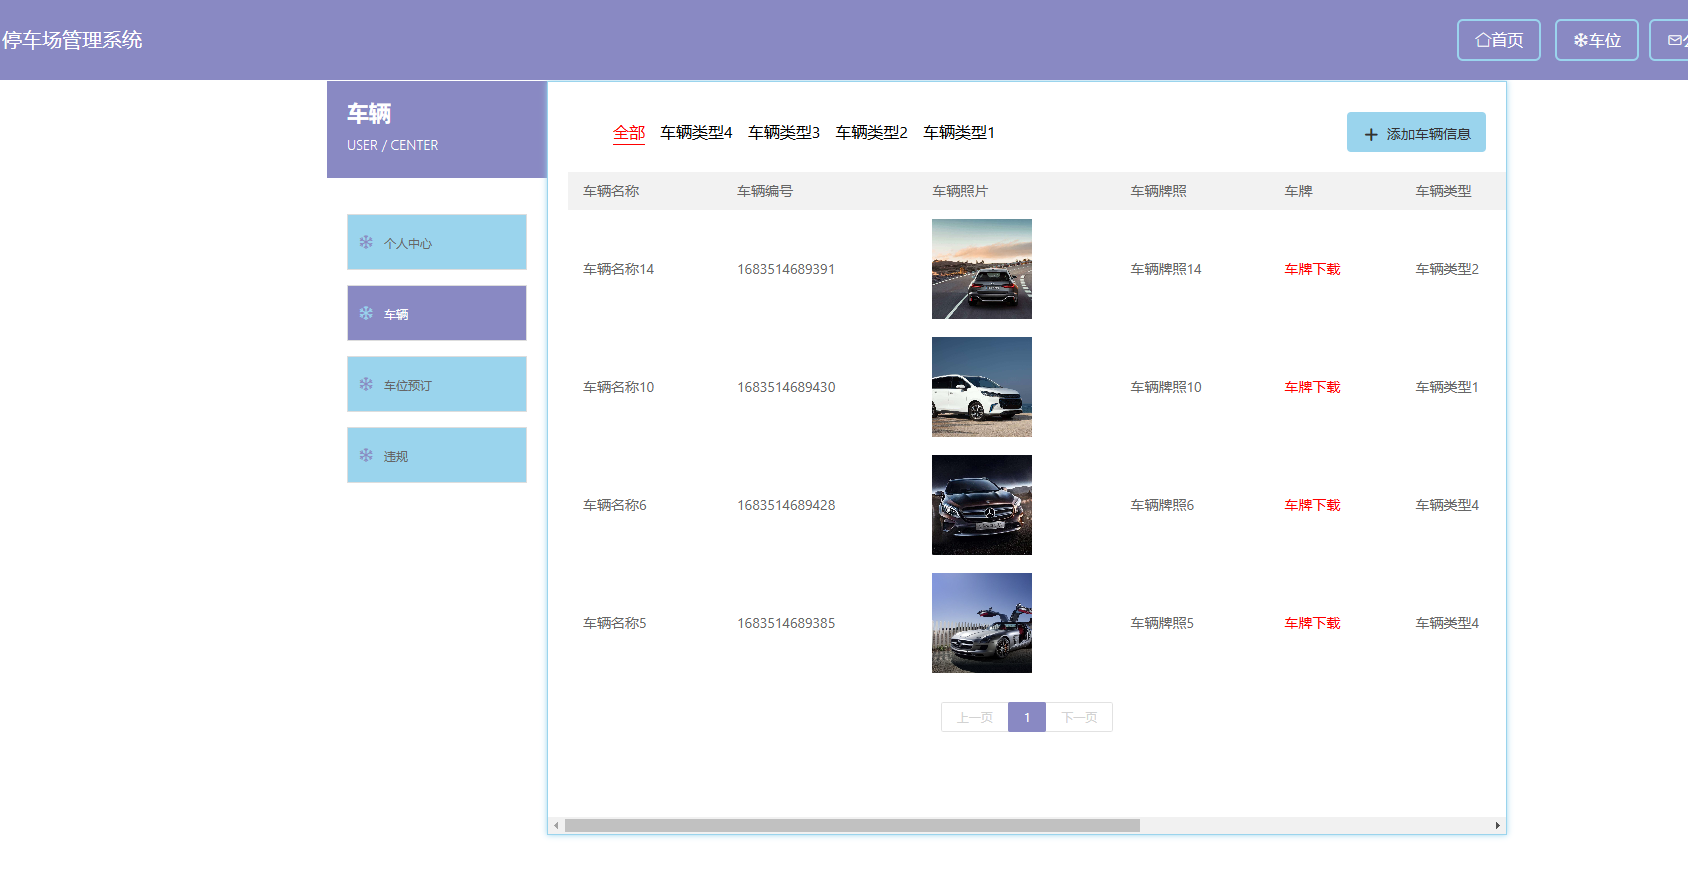 停车场管理系统
首页
车位
车辆
USER / CENTER
个人中心
车辆
车位预订
违规
全部 车辆类型4 车辆类型3 车辆类型2 车辆类型1
添加车辆信息
车辆名称 车辆编号 车辆照片 车辆牌照 车牌 车辆类型
车辆名称14 1683514689391 车辆牌照14 车牌下载 车辆类型2
车辆名称10 1683514689430 车辆牌照10 车牌下载 车辆类型1
车辆名称6 1683514689428 车辆牌照6 车牌下载 车辆类型4
车辆名称5 1683514689385 车辆牌照5 车牌下载 车辆类型4
上一页 1 下一页